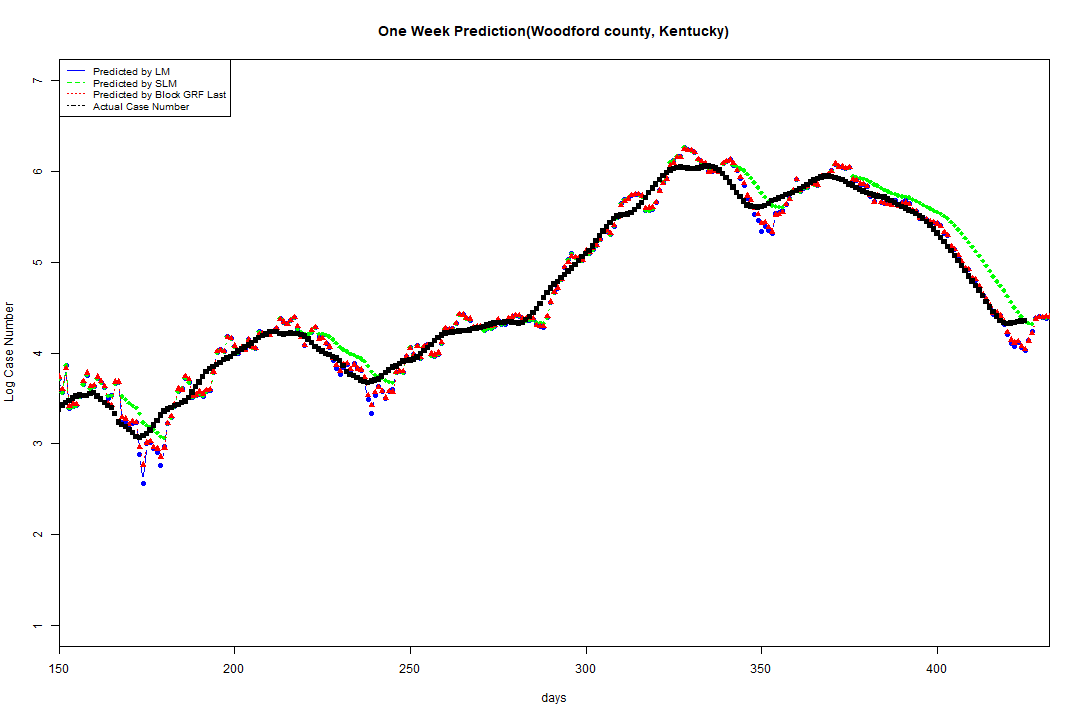 One Week Prediction(Woodford county, Kentucky)
Predicted by LM
Predicted by SLM
Predicted by Block GRF Last
Actual Case Number
7
6
5
4
3
2
1
Log Case Number
150 200 250 300 350 400
days